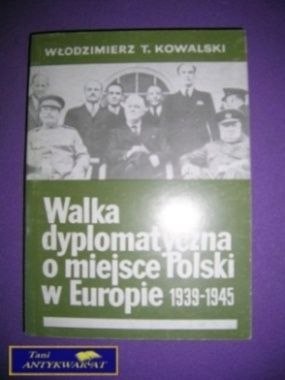 WŁODZIMIERZ T. KOWALSKI
Walka
dyplomatyczna
o miejsce Polski
w Europie 1939-1945
Tani
ANTYKWARIAT